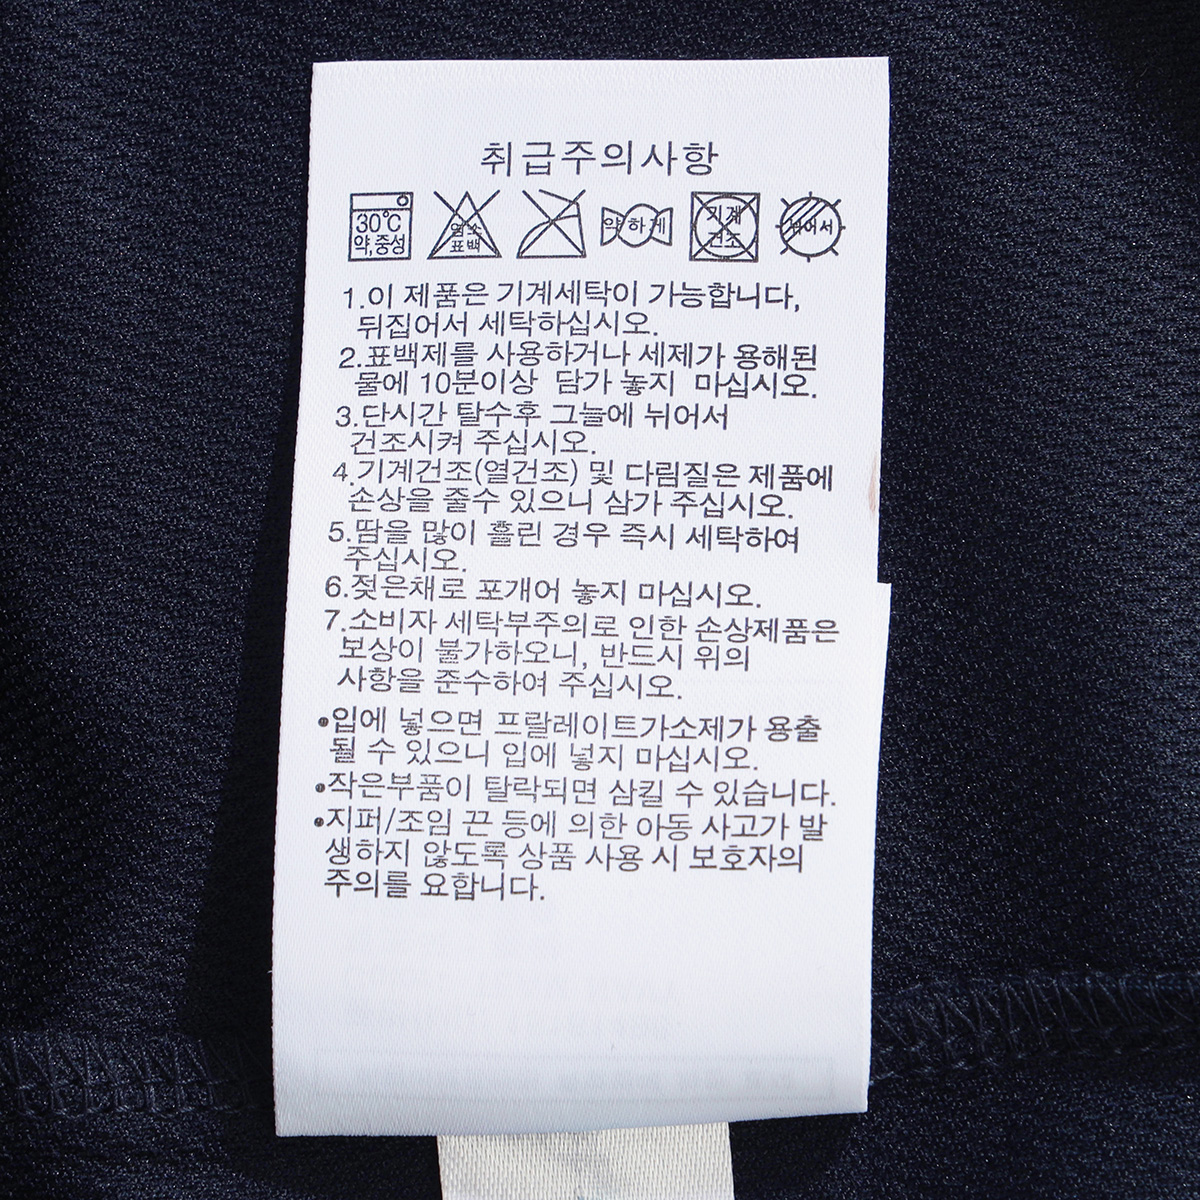 취급주의사항
30℃
약,중성
염소
표백
약하게
기계
건조
뉘어서
1.이 제품은 기계세탁이 가능합니다,
뒤집어서 세탁하십시오.
2.표백제를 사용하거나 세제가 용해된
물에 10분이상 담가 놓지 마십시오.
3.단시간 탈수후 그늘에 뉘어서
건조시켜 주십시오.
4.기계건조(열건조) 및 다림질은 제품에
손상을 줄수 있으니 삼가 주십시오.
5.땀을 많이 흘린 경우 즉시 세탁하여
주십시오.
6.젖은채로 포개어 놓지 마십시오.
7.소비자 세탁부주의로 인한 손상제품은
보상이 불가하오니, 반드시 위의
사항을 준수하여 주십시오.
•입에 넣으면 프탈레이트가소제가 용출
될 수 있으니 입에 넣지 마십시오.
•작은부품이 탈락되면 삼킬 수 있습니다.
•지퍼/조임 끈 등에 의한 아동 사고가 발
생하지 않도록 상품 사용 시 보호자의
주의를 요합니다.